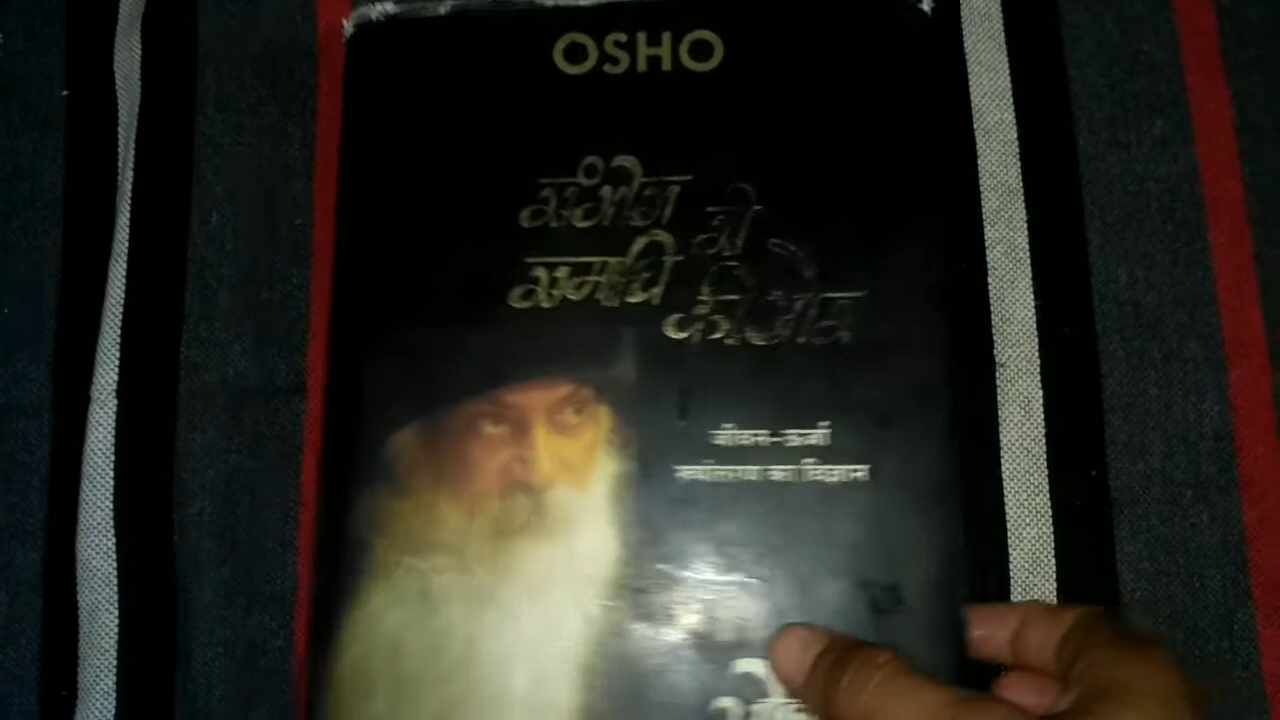 OSHO
संभोग से
समाधि की ओर
जीवन-ऊर्जा
रूपांतरण का विज्ञान